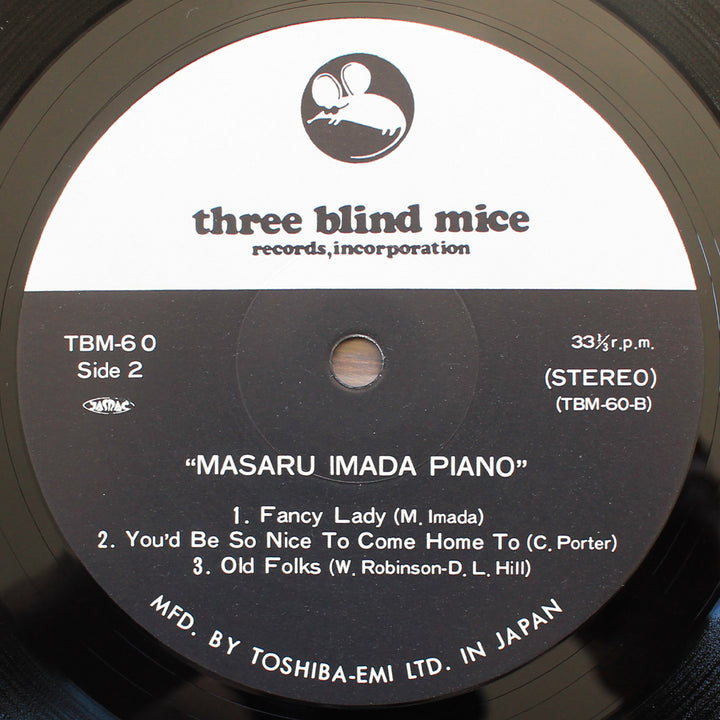 three blind mice
records, incorporation
TBM-60
Side 2
JASRAC
33⅓ r.p.m.
(STEREO)
(TBM-60-B)
“MASARU IMADA PIANO”
1. Fancy Lady (M. Imada)
2. You'd Be So Nice To Come Home To (C. Porter)
3. Old Folks (W. Robinson-D. L. Hill)
MFD. BY TOSHIBA-EMI LTD. IN JAPAN